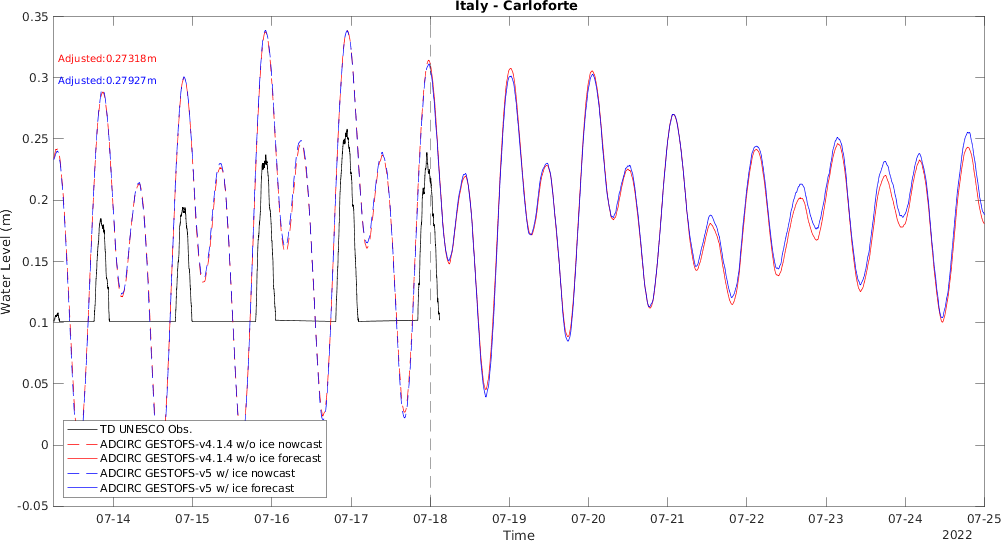 Italy - Carloforte
0.35
0.3
0.25
0.2
0.15
0.1
0.05
0
-0.05
Water Level (m)
Adjusted:0.27318m
Adjusted:0.27927m
TD UNESCO Obs.
ADCIRC GESTOFS-v4.1.4 w/o ice nowcast
ADCIRC GESTOFS-v4.1.4 w/o ice forecast
ADCIRC GESTOFS-v5 w/ ice nowcast
ADCIRC GESTOFS-v5 w/ ice forecast
07-14 07-15 07-16 07-17 07-18 07-19 07-20 07-21 07-22 07-23 07-24 07-25
Time
2022